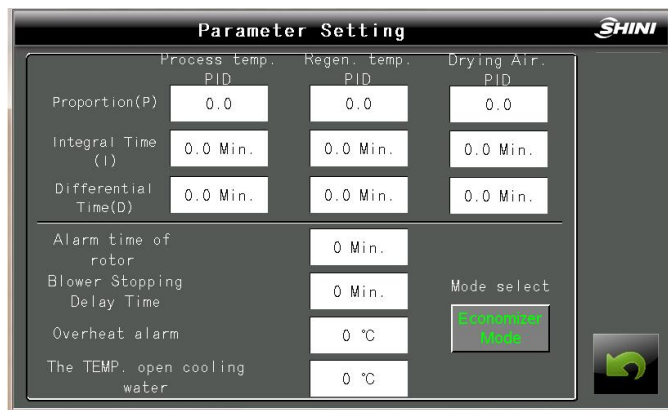 Parameter Setting
SHINI
Process temp. Regen. temp. Drying Air.
PID PID PID
Proportion(P) 0.0 0.0 0.0
Integral Time
(I) 0.0 Min. 0.0 Min. 0.0 Min.
Differential
Time(D) 0.0 Min. 0.0 Min. 0.0 Min.
Alarm time of
rotor 0 Min.
Blower Stopping
Delay Time 0 Min.
Mode select
Economizer
Mode
Overheat alarm 0 ℃
The TEMP. open cooling
water 0 ℃